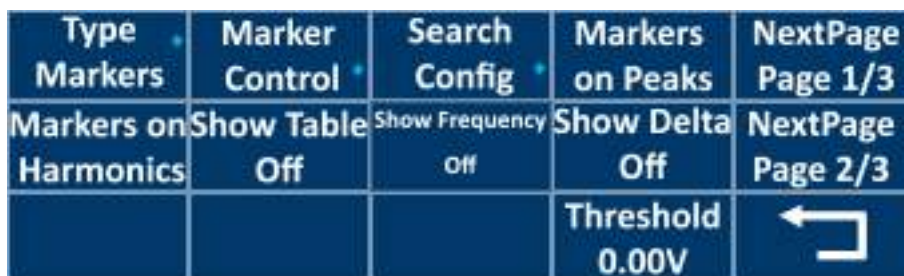 Type Markers
Marker Control
Search Config
Markers on Peaks
NextPage Page 1/3
Markers on Harmonics
Show Table Off
Show Frequency Off
Show Delta Off
NextPage Page 2/3
Threshold 0.00V